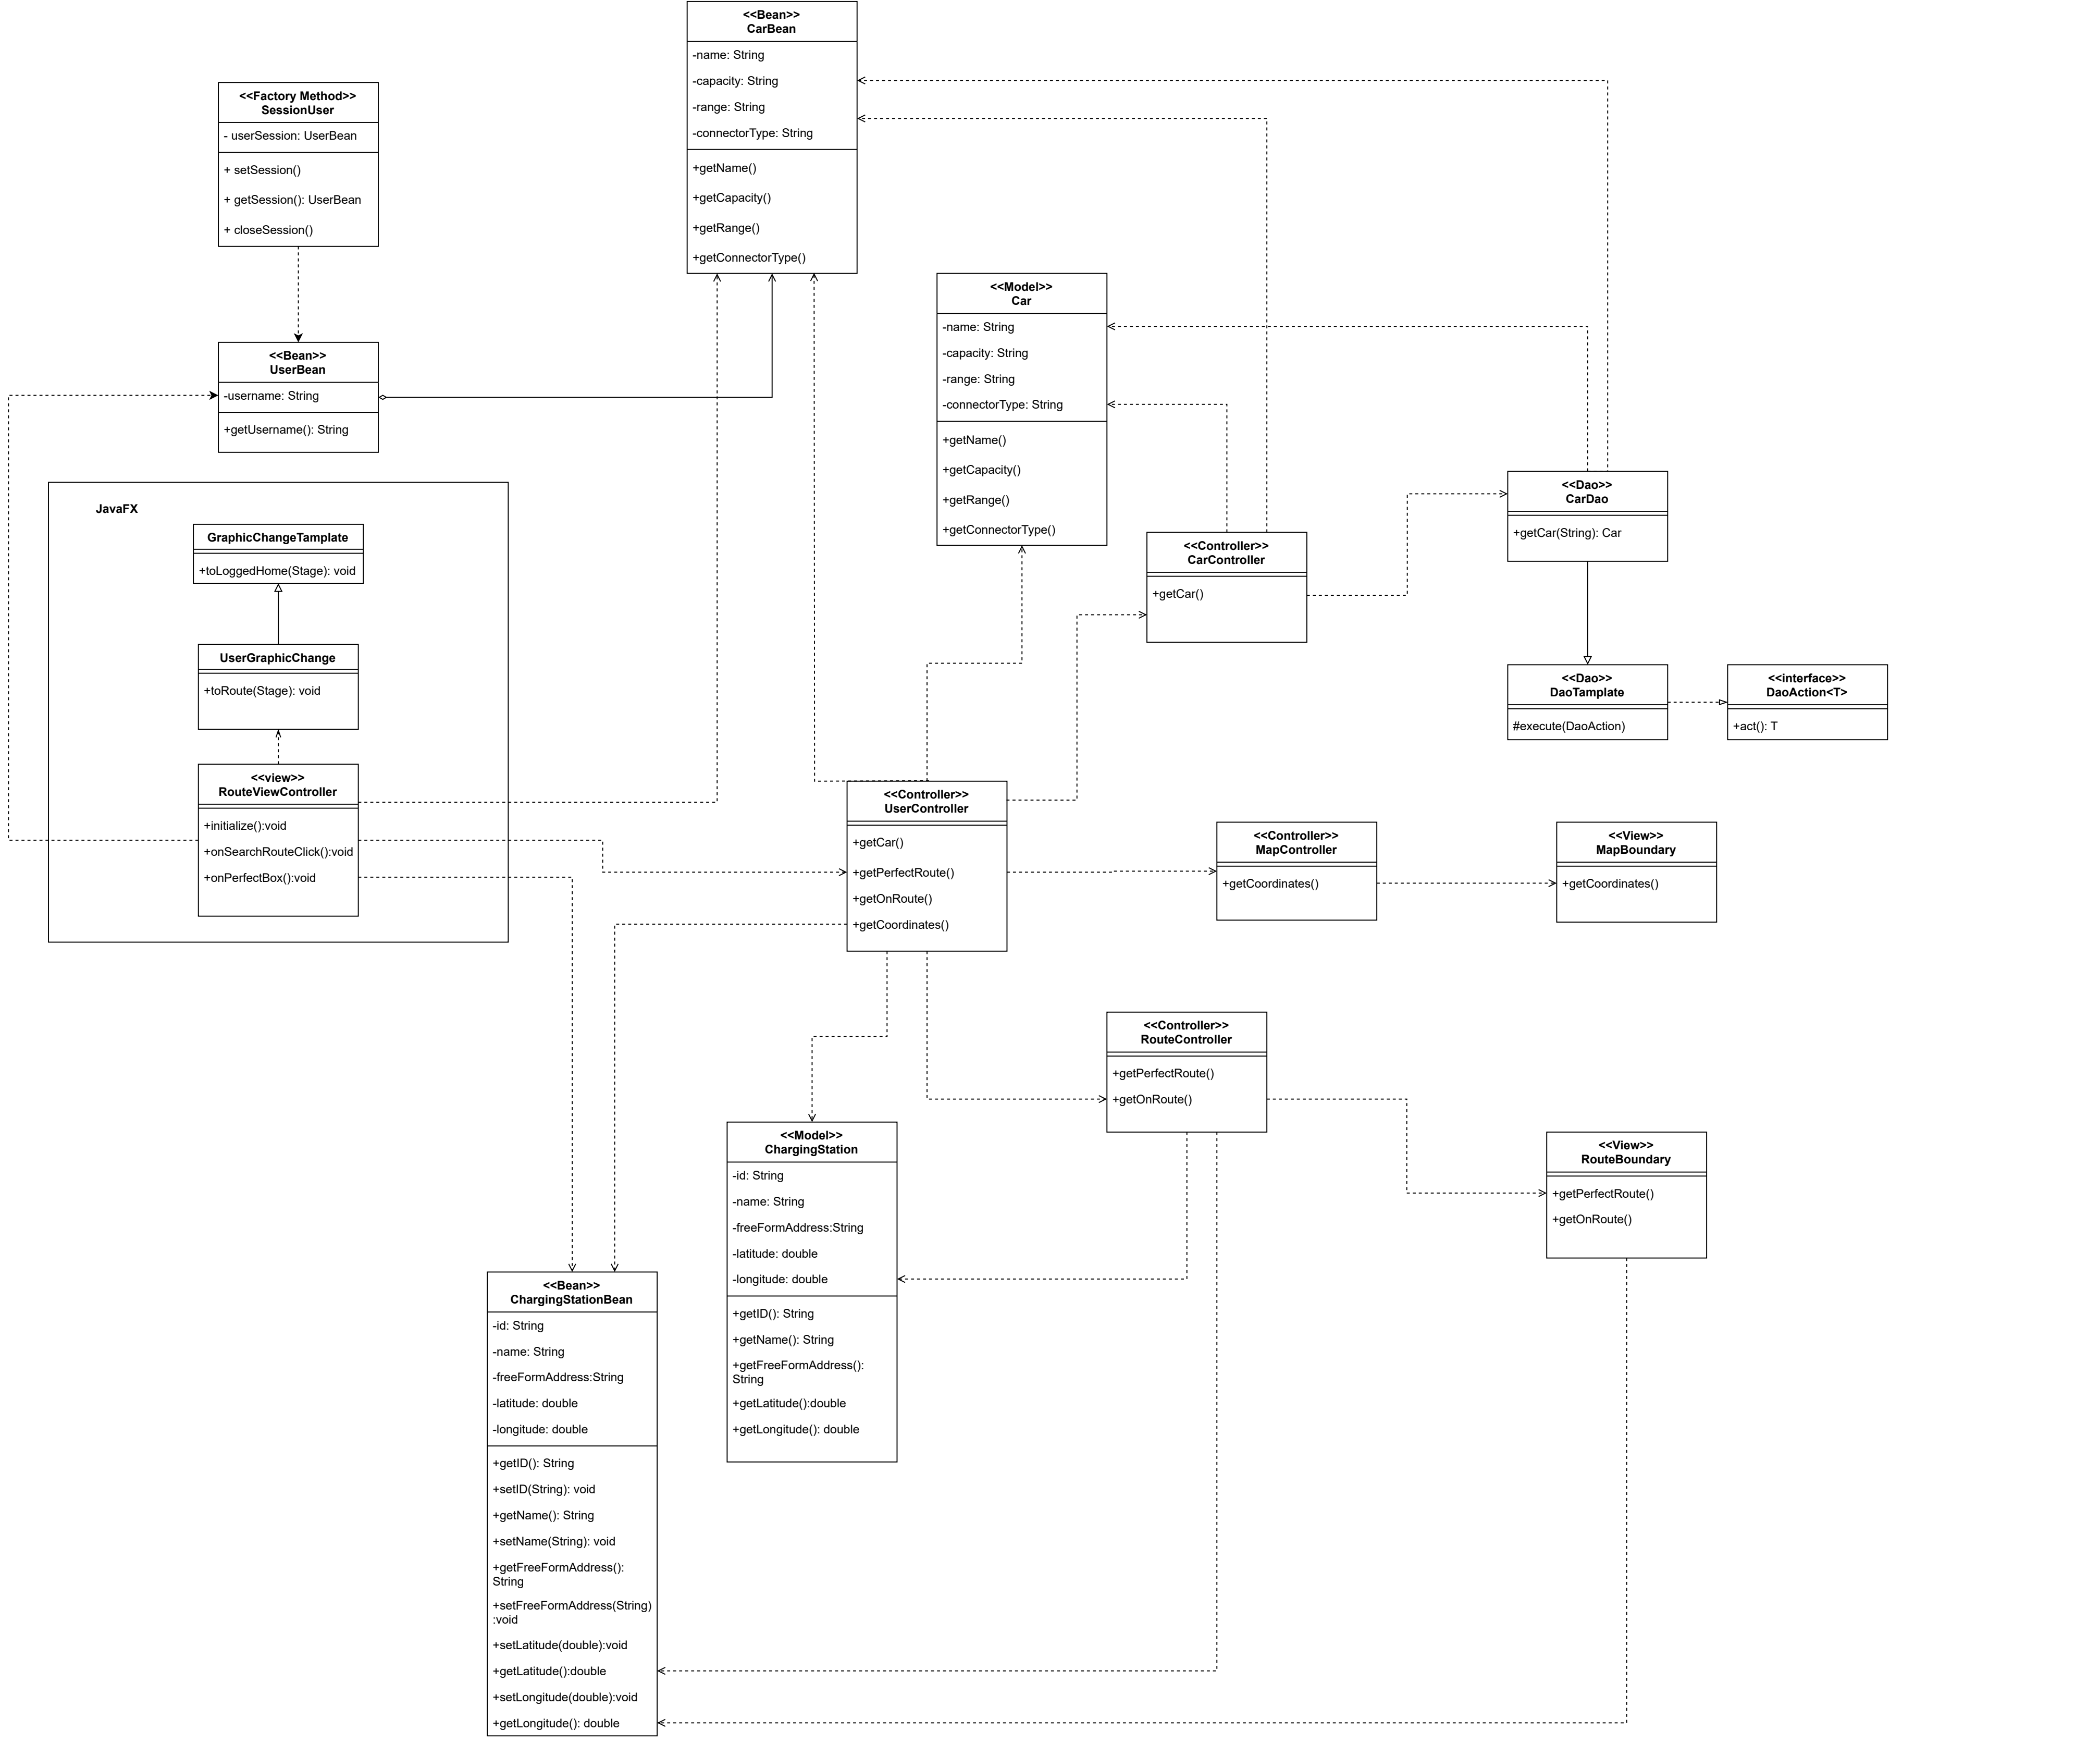 <<Bean>>
CarBean
-name: String
-capacity: String
-range: String
-connectorType: String
+getName()
+getCapacity()
+getRange()
+getConnectorType()
<<Factory Method>>
SessionUser
- userSession: UserBean
+ setSession()
+ getSession(): UserBean
+ closeSession()
<<Bean>>
UserBean
-username: String
+getUsername(): String
<<Model>>
Car
-name: String
-capacity: String
-range: String
-connectorType: String
+getName()
+getCapacity()
+getRange()
+getConnectorType()
<<Dao>>
CarDao
+getCar(String): Car
<<Controller>>
CarController
+getCar()
<<Dao>>
DaoTamplate
#execute(DaoAction)
<<interface>>
DaoAction<T>
+act(): T
JavaFX
GraphicChangeTamplate
+toLoggedHome(Stage): void
UserGraphicChange
+toRoute(Stage): void
<<view>>
RouteViewController
+initialize():void
+onSearchRouteClick():void
+onPerfectBox():void
<<Controller>>
UserController
+getCar()
+getPerfectRoute()
+getOnRoute()
+getCoordinates()
<<Controller>>
MapController
+getCoordinates()
<<View>>
MapBoundary
+getCoordinates()
<<Controller>>
RouteController
+getPerfectRoute()
+getOnRoute()
<<View>>
RouteBoundary
+getPerfectRoute()
+getOnRoute()
<<Model>>
ChargingStation
-id: String
-name: String
-freeFormAddress:String
-latitude: double
-longitude: double
+getID(): String
+getName(): String
+getFreeFormAddress():
String
+getLatitude():double
+getLongitude(): double
<<Bean>>
ChargingStationBean
-id: String
-name: String
-freeFormAddress:String
-latitude: double
-longitude: double
+getID(): String
+setID(String): void
+getName(): String
+setName(String): void
+getFreeFormAddress():
String
+setFreeFormAddress(String)
:void
+setLatitude(double):void
+getLatitude():double
+setLongitude(double):void
+getLongitude(): double